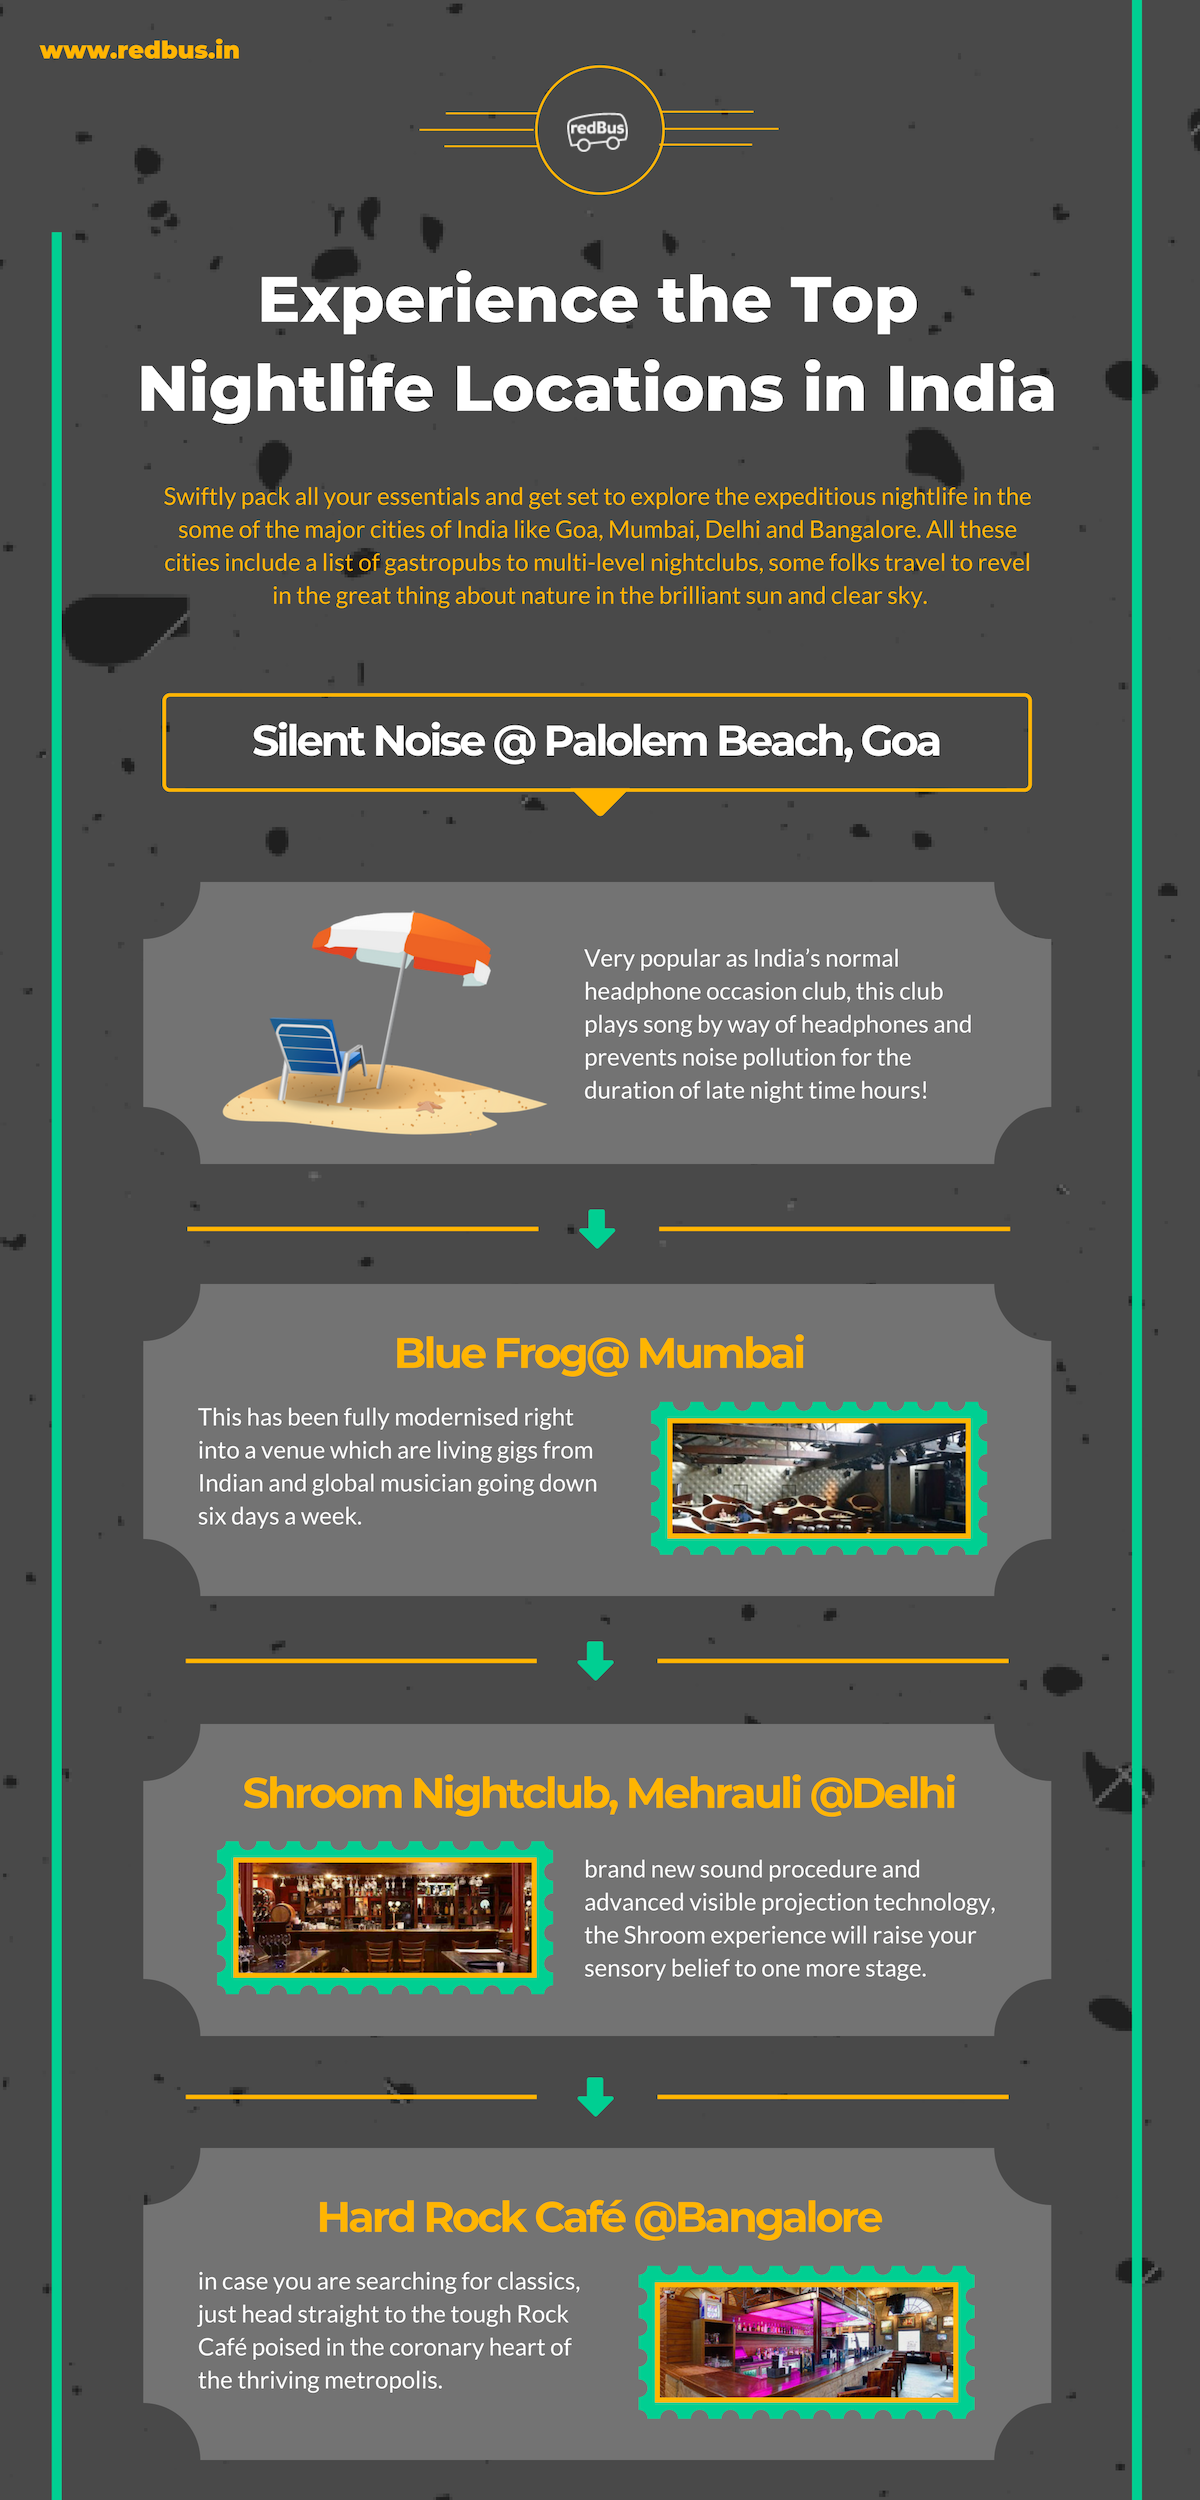 www.redbus.in
redBus
Experience the Top
Nightlife Locations in India
Swiftly pack all your essentials and get set to explore the expeditious nightlife in the
some of the major cities of India like Goa, Mumbai, Delhi and Bangalore. All these
cities include a list of gastropubs to multi-level nightclubs, some folks travel to revel
in the great thing about nature in the brilliant sun and clear sky.
Silent Noise @ Palolem Beach, Goa
Very popular as India’s normal
headphone occasion club, this club
plays song by way of headphones and
prevents noise pollution for the
duration of late night time hours!
Blue Frog@ Mumbai
This has been fully modernised right
into a venue which are living gigs from
Indian and global musician going down
six days a week.
Shroom Nightclub, Mehrauli @Delhi
brand new sound procedure and
advanced visible projection technology,
the Shroom experience will raise your
sensory belief to one more stage.
Hard Rock Café @Bangalore
in case you are searching for classics,
just head straight to the tough Rock
Café poised in the coronary heart of
the thriving metropolis.